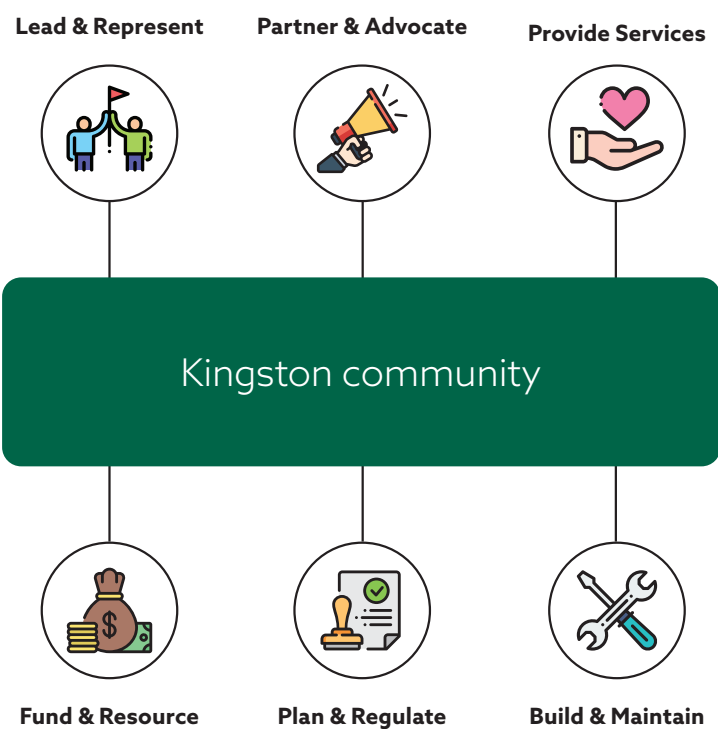 Lead & Represent
Partner & Advocate
Provide Services
Kingston community
$
Fund & Resource
Plan & Regulate
Build & Maintain